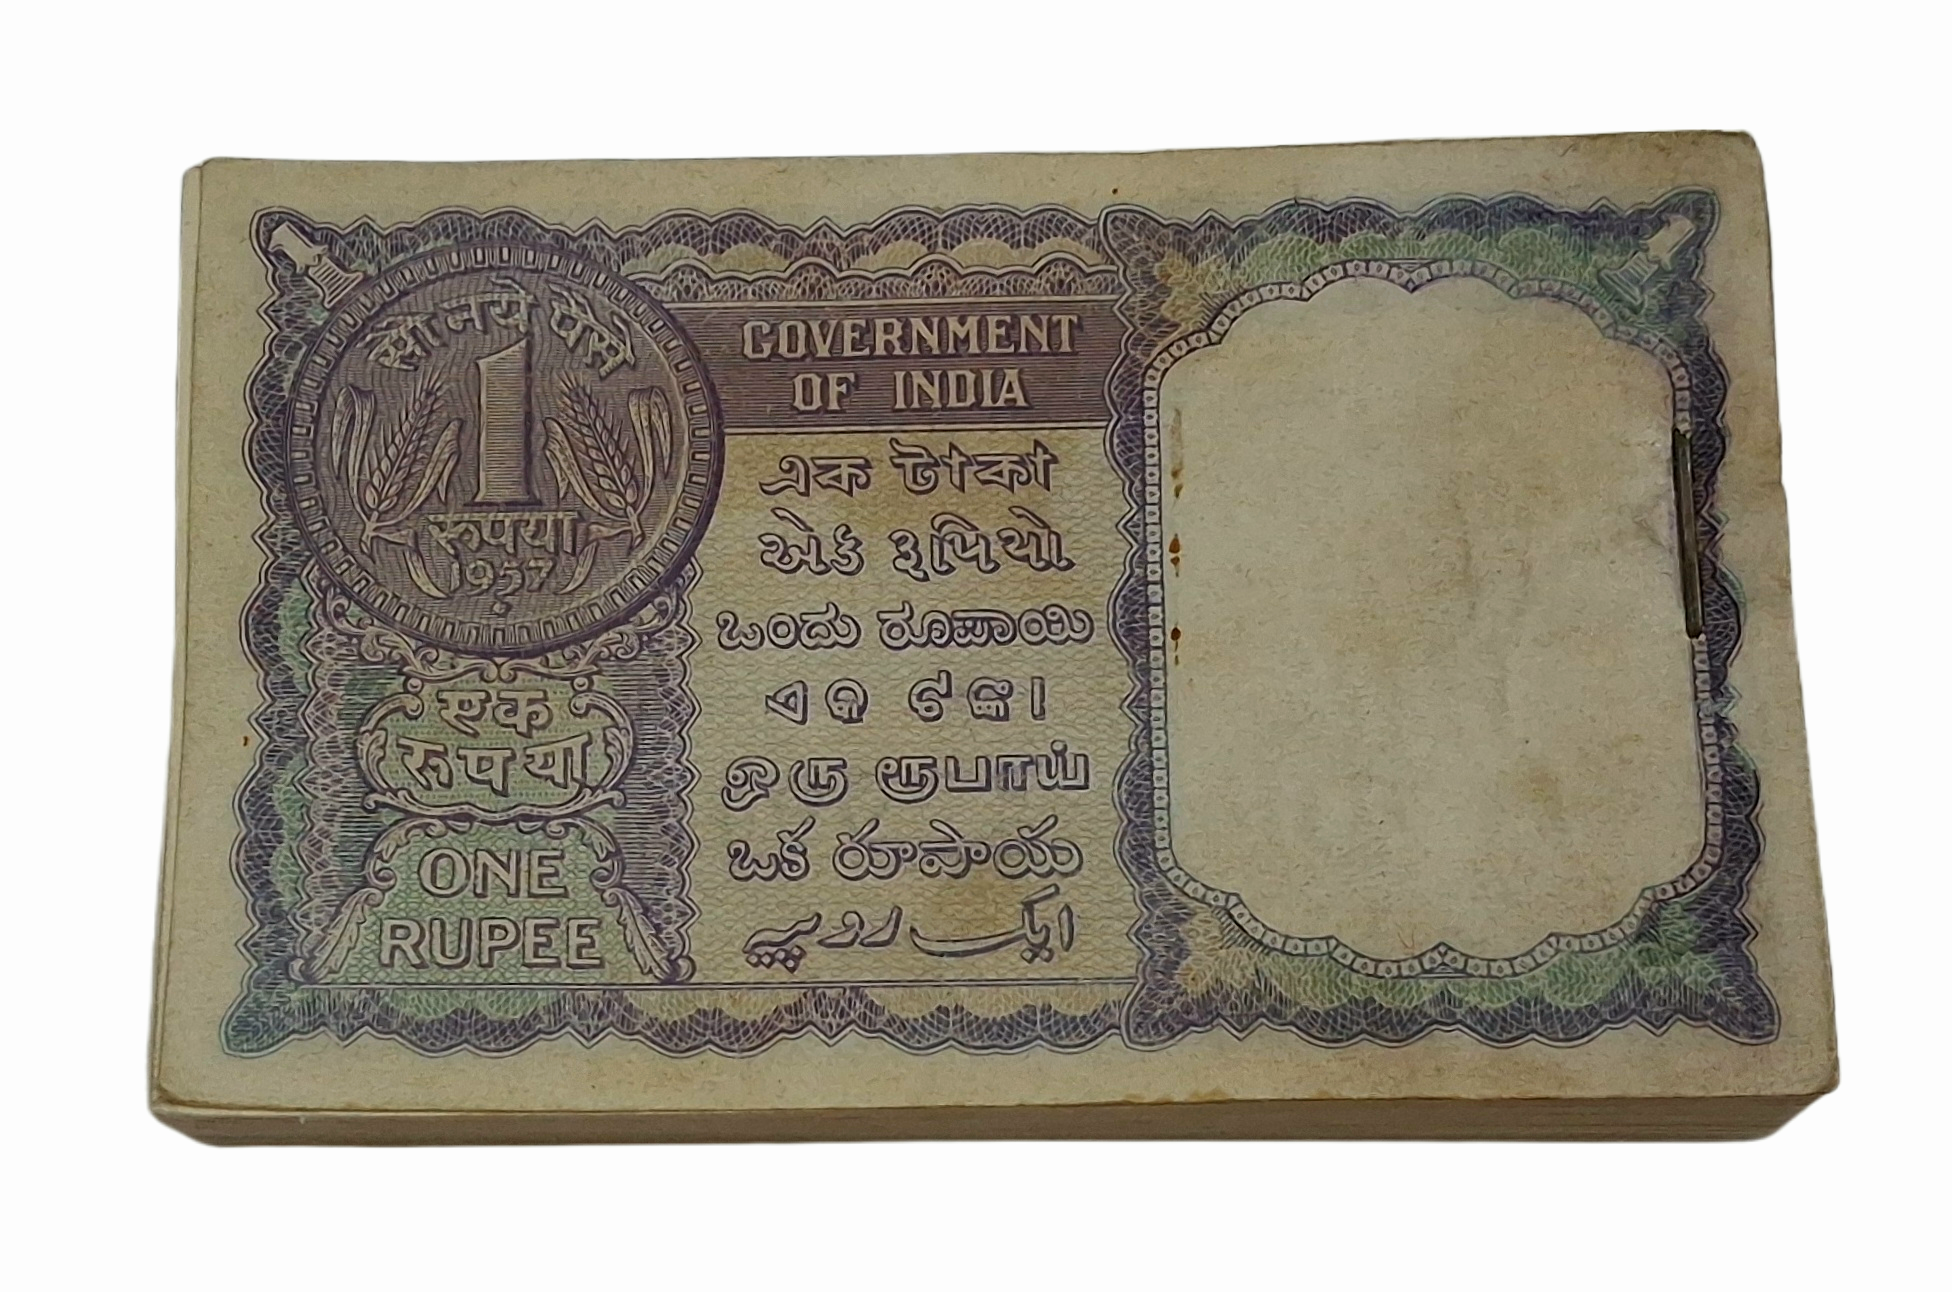 सौ नये पैसे
1
रुपया
1957
एक
रुपया
ONE
RUPEE
GOVERNMENT
OF INDIA
এক টাকা
એક રૂપિયો
ಒಂದು ರೂಪಾಯಿ
ଏକ ଟଙ୍କା
ஒரு ரூபாய்
ఒక రూపాయ
ایک روپیہ